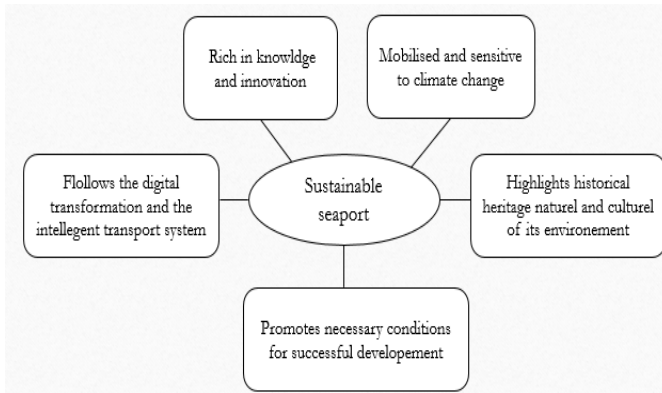 Rich in knowldge
and innovation
Mobilised and sensitive
to climate change
Flollows the digital
transformation and the
intellegent transport system
Sustainable
seaport
Highlights historical
heritage naturel and culturel
of its environement
Promotes necessary conditions
for successful developement